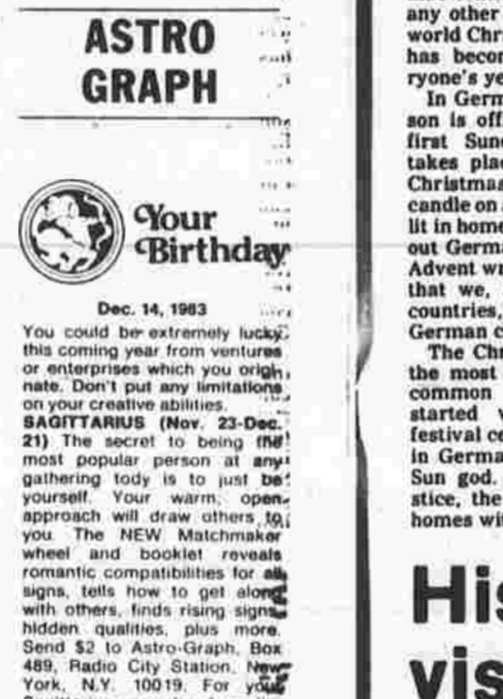 ASTRO
GRAPH
Your
Birthday
Dec. 14, 1983
You could be extremely lucky
this coming year from ventures
or enterprises which you origi-
nate. Don't put any limitations
on your creative abilities.
SAGITTARIUS (Nov. 23-Dec.
21) The secret to being the
most popular person at any
gathering tody is to just be
yourself. Your warm, open
approach will draw others to
you. The NEW Matchmaker
wheel and booklet reveals
romantic compatibilities for all
signs, tells how to get along
with others, finds rising signs,
hidden qualities, plus more.
Send $2 to Astro-Graph, Box
489, Radio City Station, New
York, N.Y. 10019. For your
any other
world Chri
has becom
ryone's ye
In Germ
son is off
first Sund
takes plac
Christmas
candle on
lit in home
out Germa
Advent wr
that we,
countries,
German c
The Chr
the most
common
started
festival ce
in Germa
Sun god.
stice, the
homes wi
His
vis